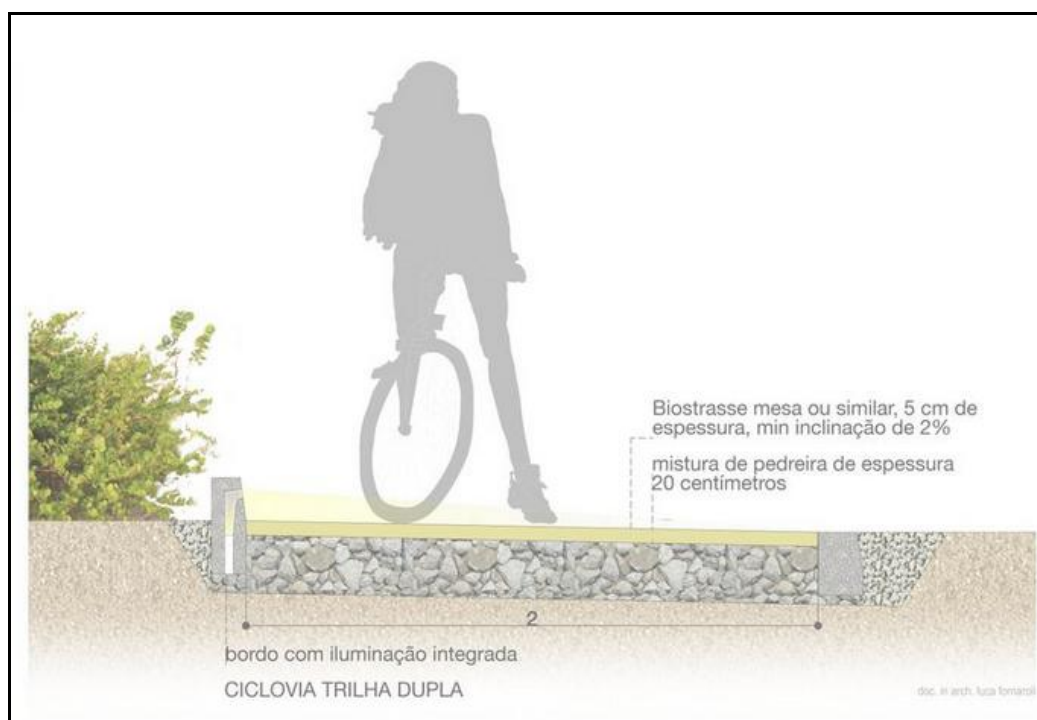 Biostrasse mesa ou similar, 5 cm de
espessura, min inclinação de 2%
mistura de pedreira de espessura
20 centímetros
2
bordo com iluminação integrada
CICLOVIA TRILHA DUPLA
doc. in arch. luca